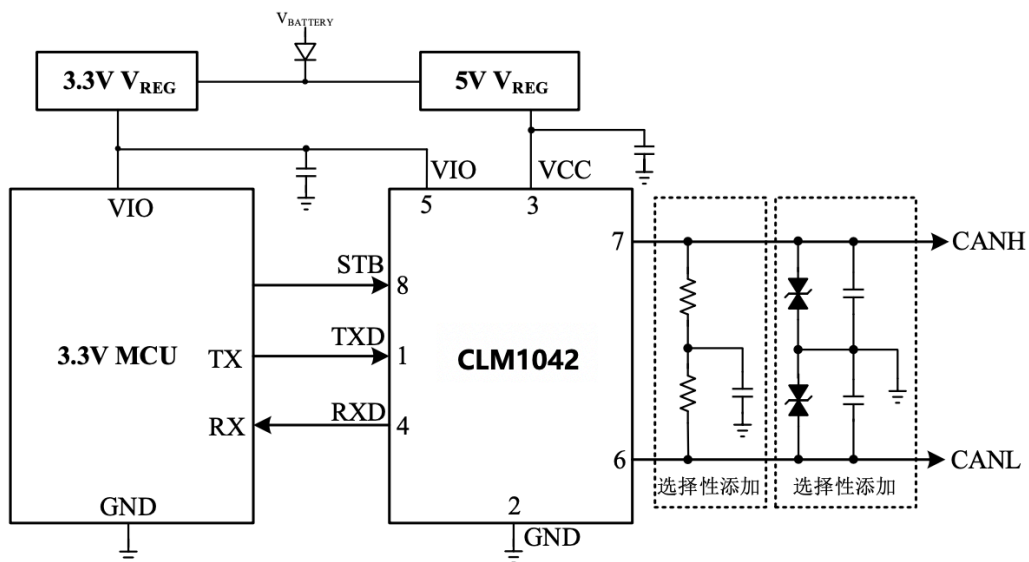 VBATTERY
3.3V VREG
5V VREG
VIO
VCC
VIO
5
3
7
CANH
STB
8
3.3V MCU
TX
TXD
1
CLM1042
RX
RXD
4
6
CANL
选择性添加
选择性添加
GND
2
GND